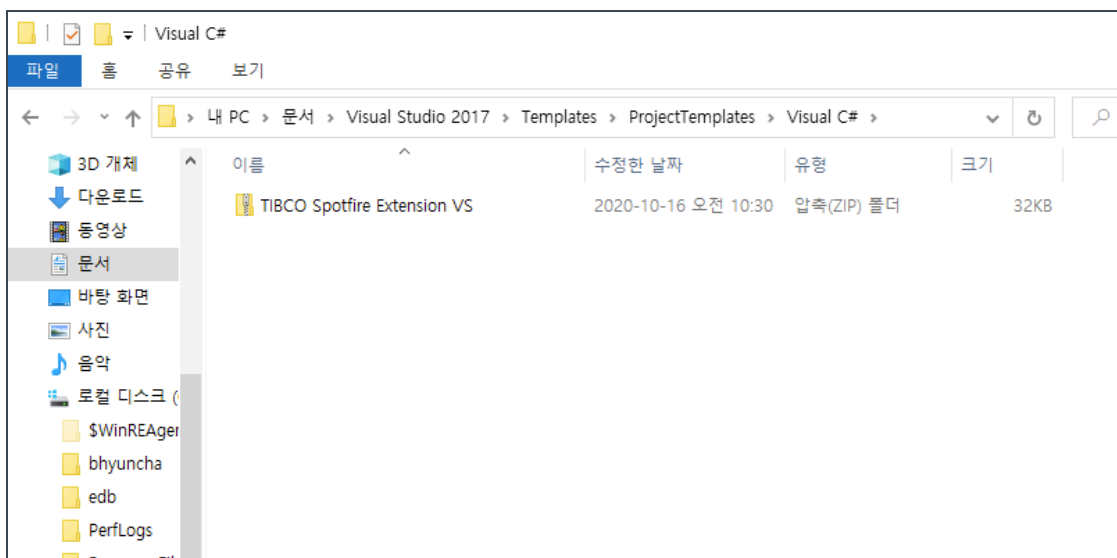 Visual C#
파일 홈 공유 보기
내 PC > 문서 > Visual Studio 2017 > Templates > ProjectTemplates > Visual C# >
이름 수정한 날짜 유형 크기
TIBCO Spotfire Extension VS 2020-10-16 오전 10:30 압축(ZIP) 폴더 32KB
3D 개체
다운로드
동영상
문서
바탕 화면
사진
음악
로컬 디스크 (
$WinREAger
bhyuncha
edb
PerfLogs